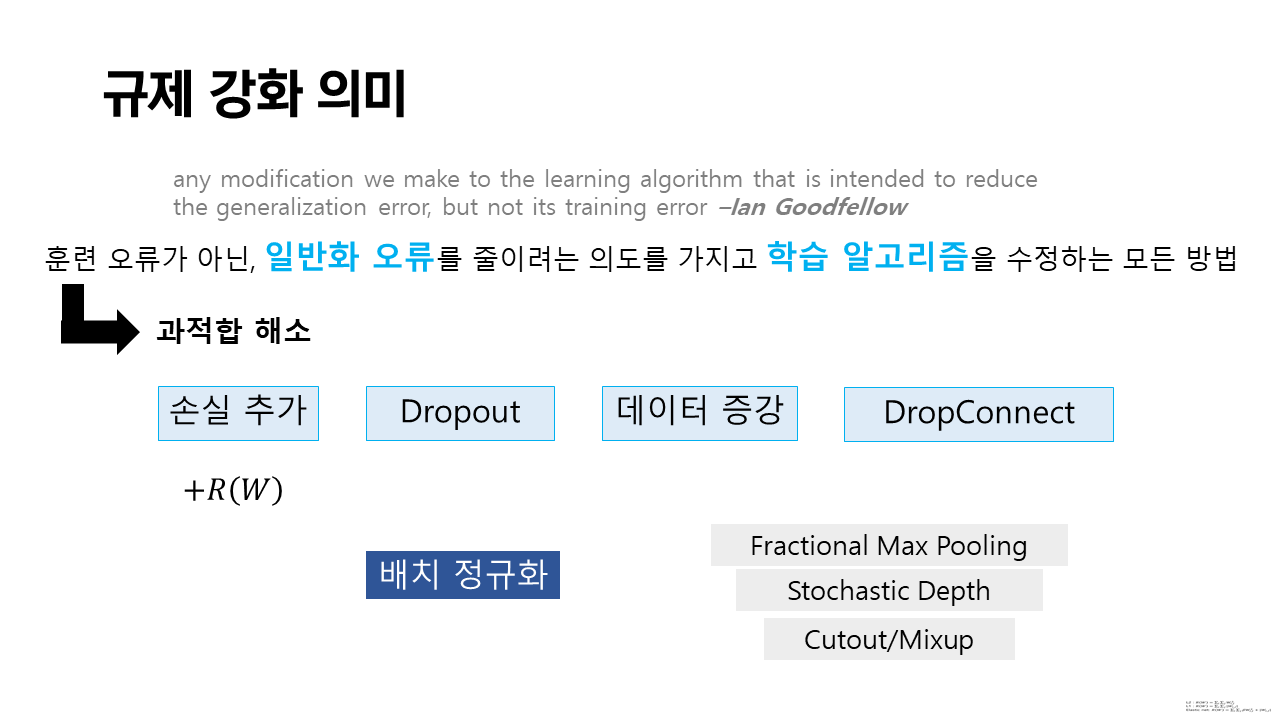 규제 강화 의미
any modification we make to the learning algorithm that is intended to reduce
the generalization error, but not its training error –Ian Goodfellow
훈련 오류가 아닌, 일반화 오류를 줄이려는 의도를 가지고 학습 알고리즘을 수정하는 모든 방법
과적합 해소
손실 추가 Dropout 데이터 증강 DropConnect
+R(W)
배치 정규화
Fractional Max Pooling
Stochastic Depth
Cutout/Mixup